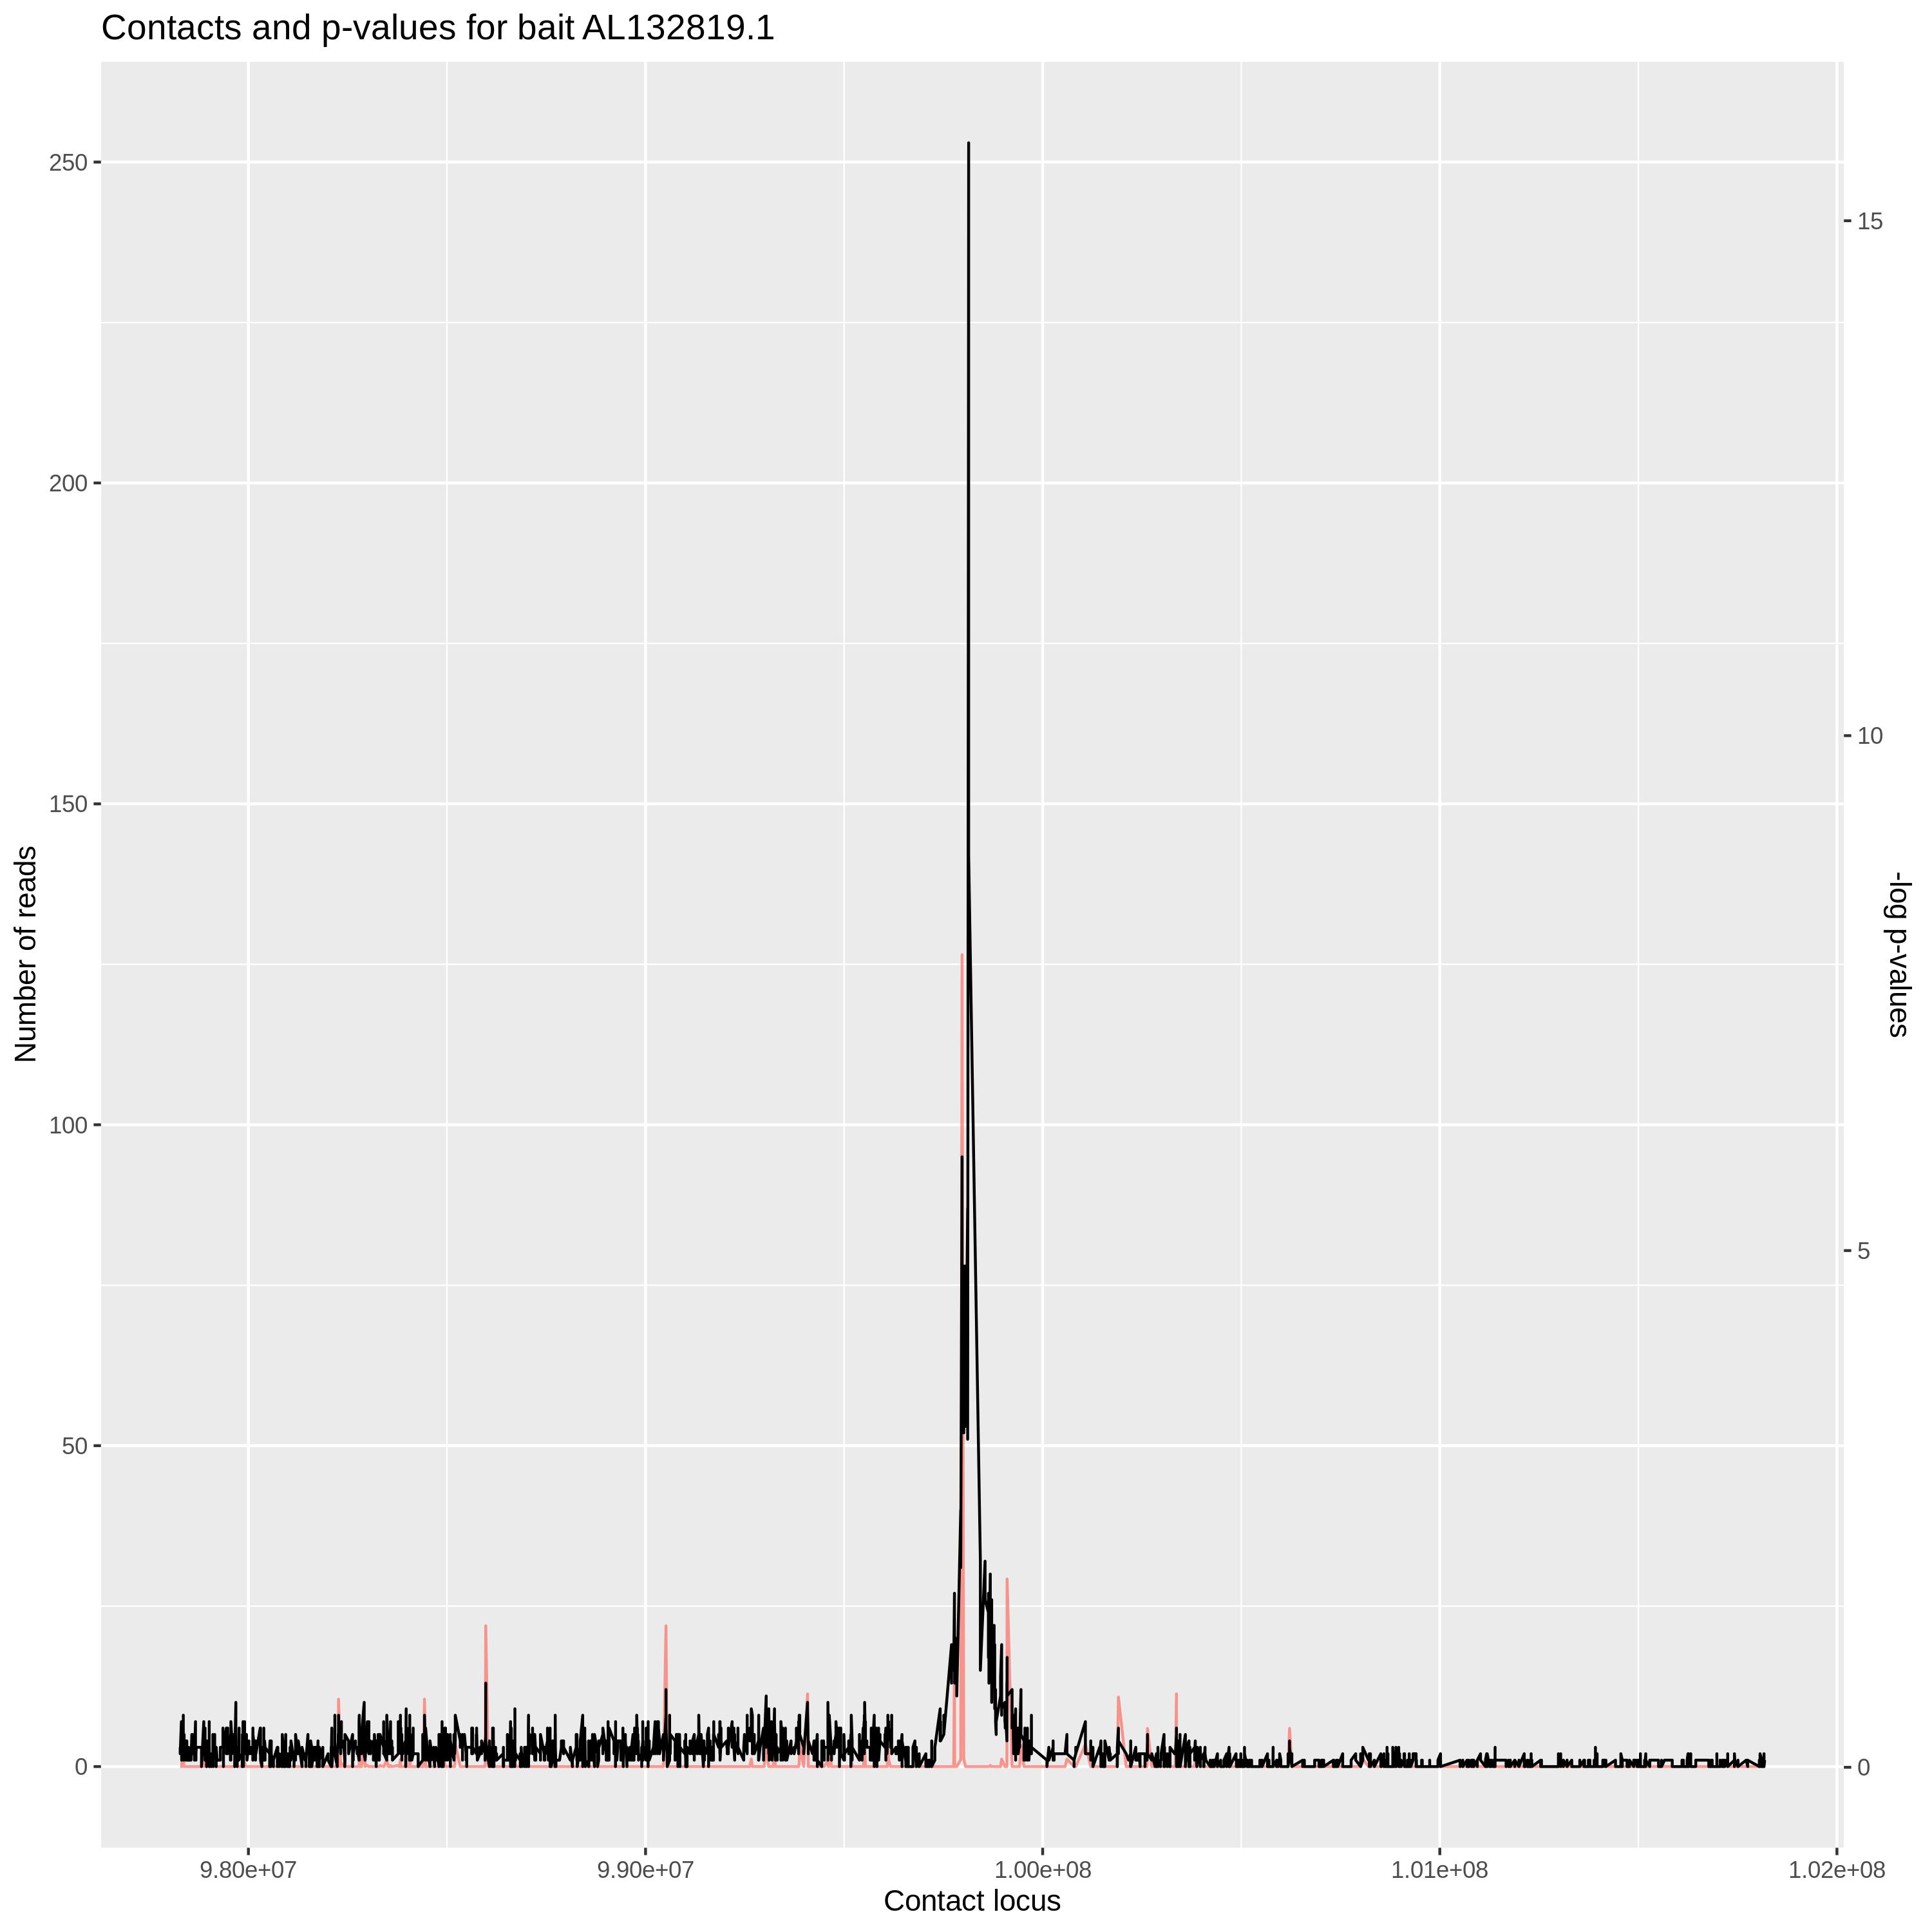 Contacts and p-values for bait AL132819.1
250
200
150
100
50
0
Number of reads
15
10
5
0
-log p-values
9.80e+07
9.90e+07
1.00e+08
1.01e+08
1.02e+08
Contact locus